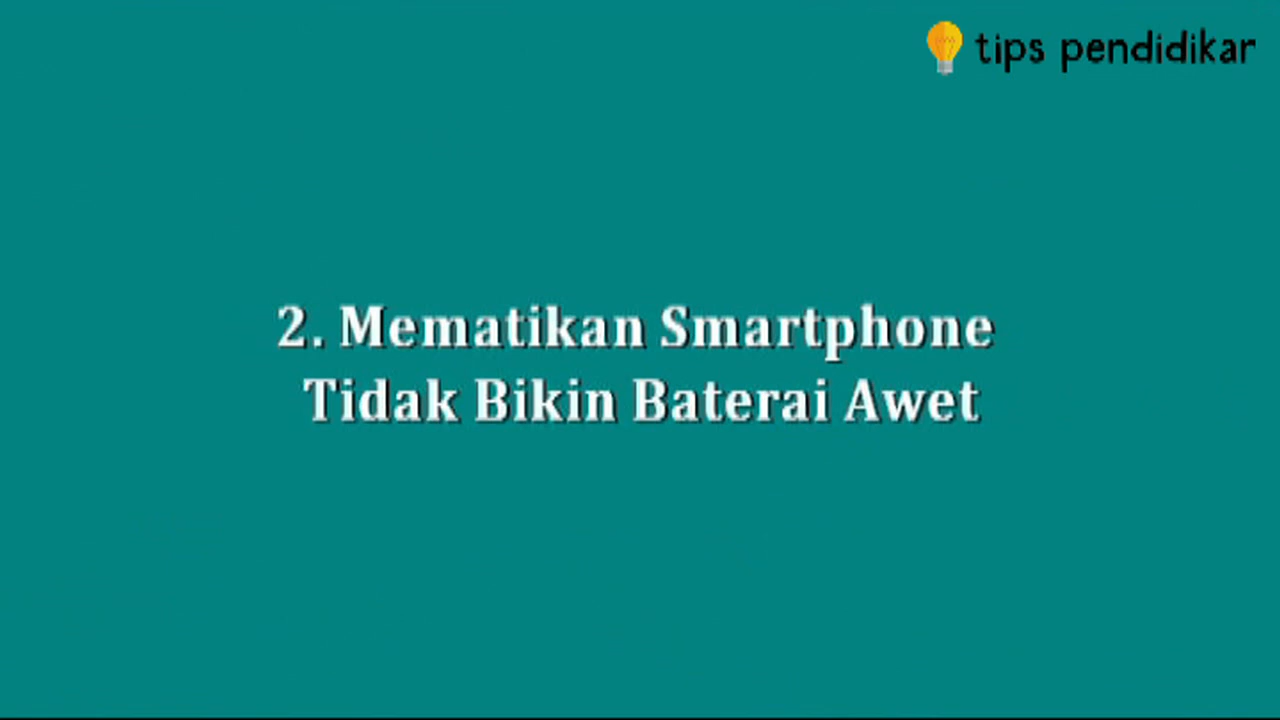 tips pendidikar
2. Mematikan Smartphone
Tidak Bikin Baterai Awet